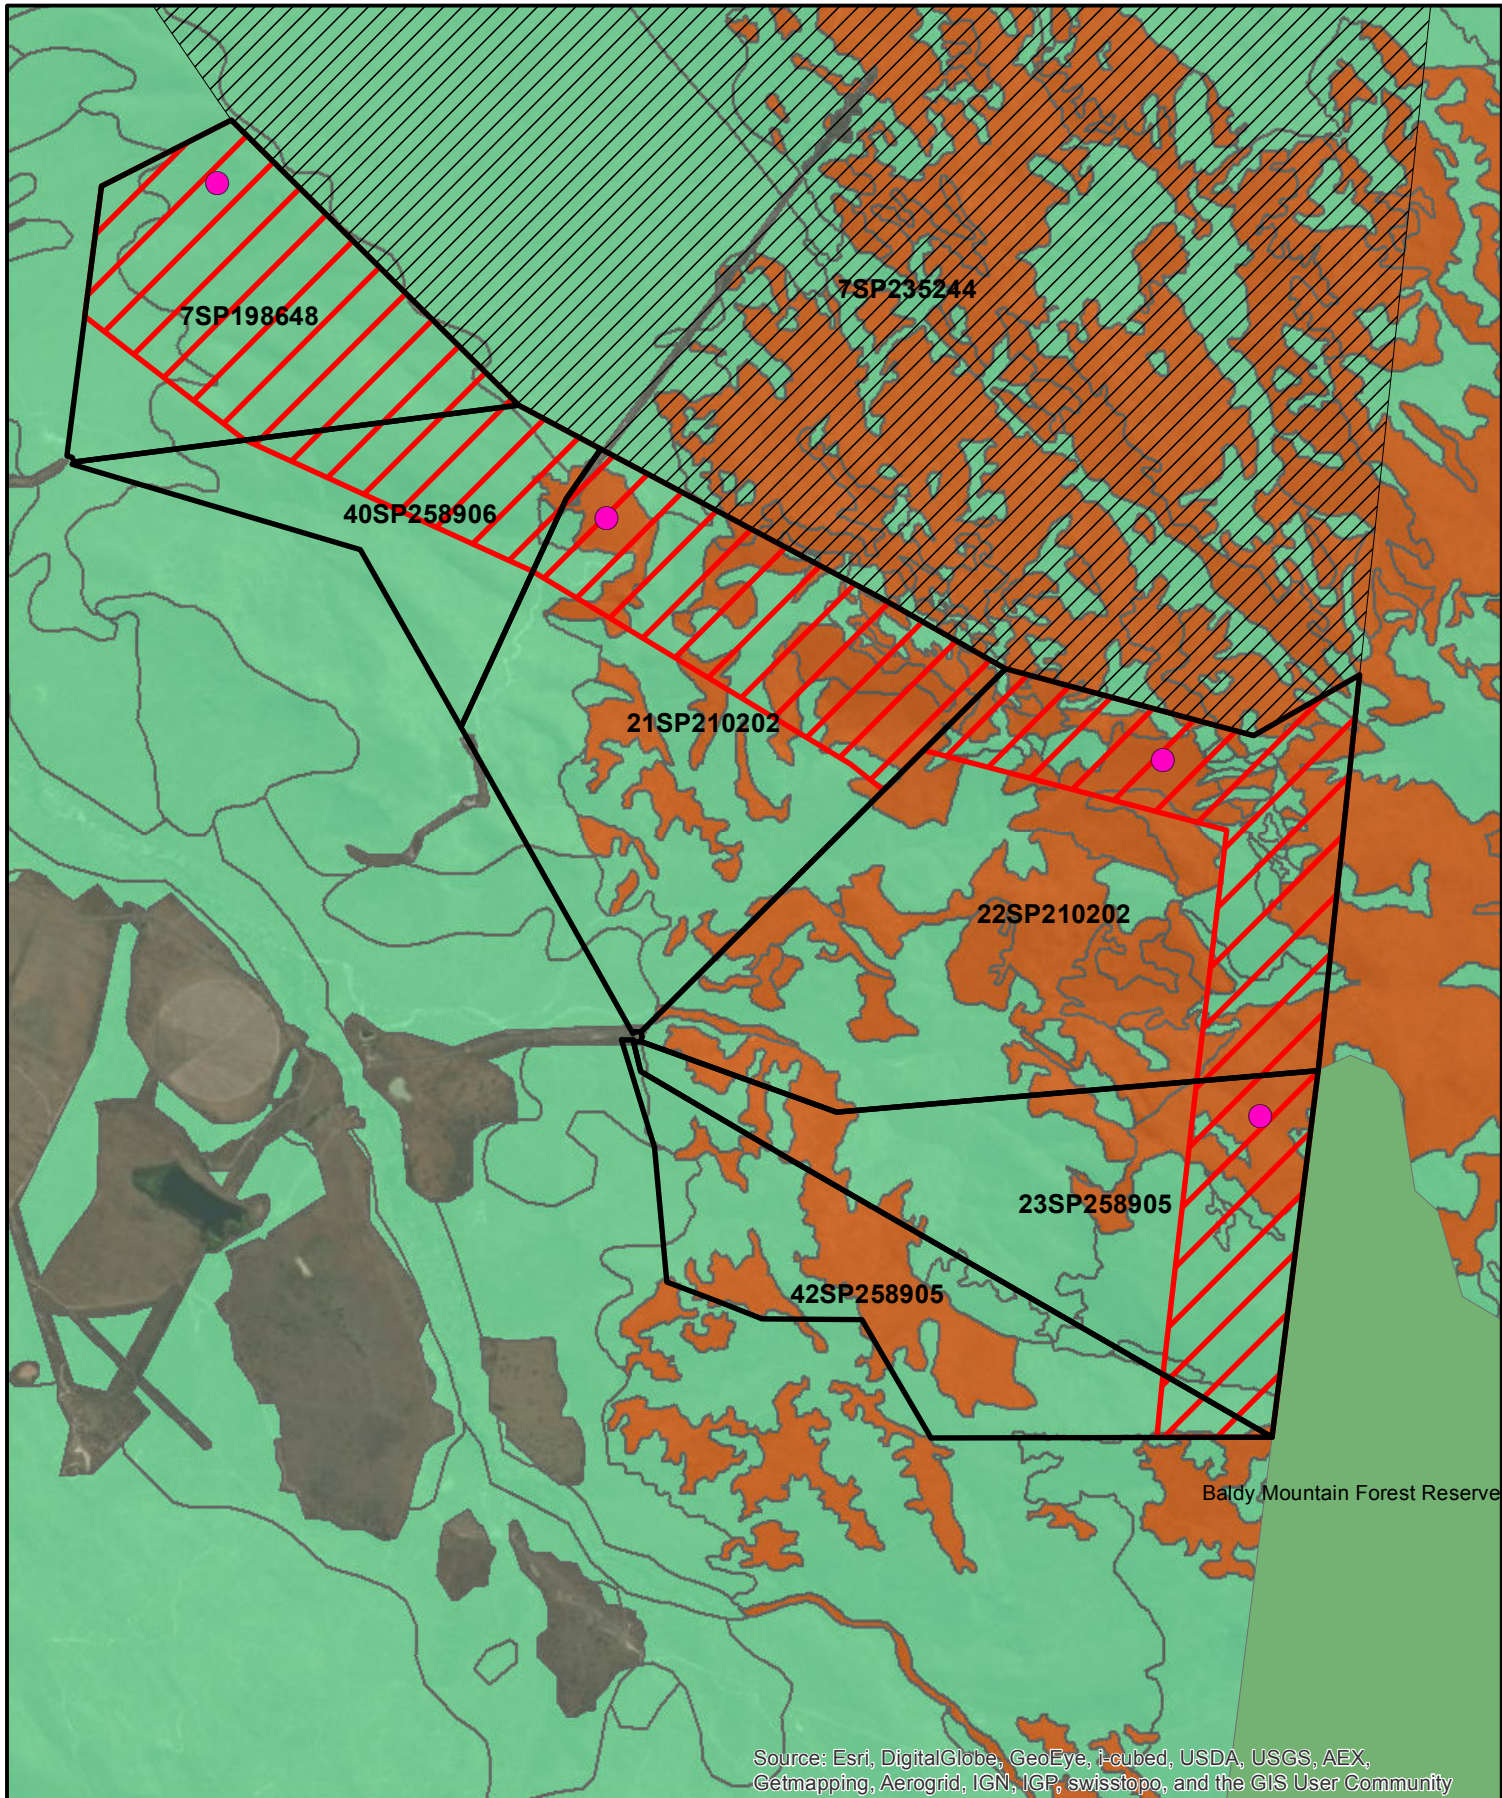 7SP235244
7SP198648
40SP258906
21SP210202
22SP210202
23SP258905
42SP258905
Baldy Mountain Forest Reserve
Source: Esri, DigitalGlobe, GeoEye, i-cubed, USDA, USGS, AEX,
Getmapping, Aerogrid, IGN, IGP, swisstopo, and the GIS User Community